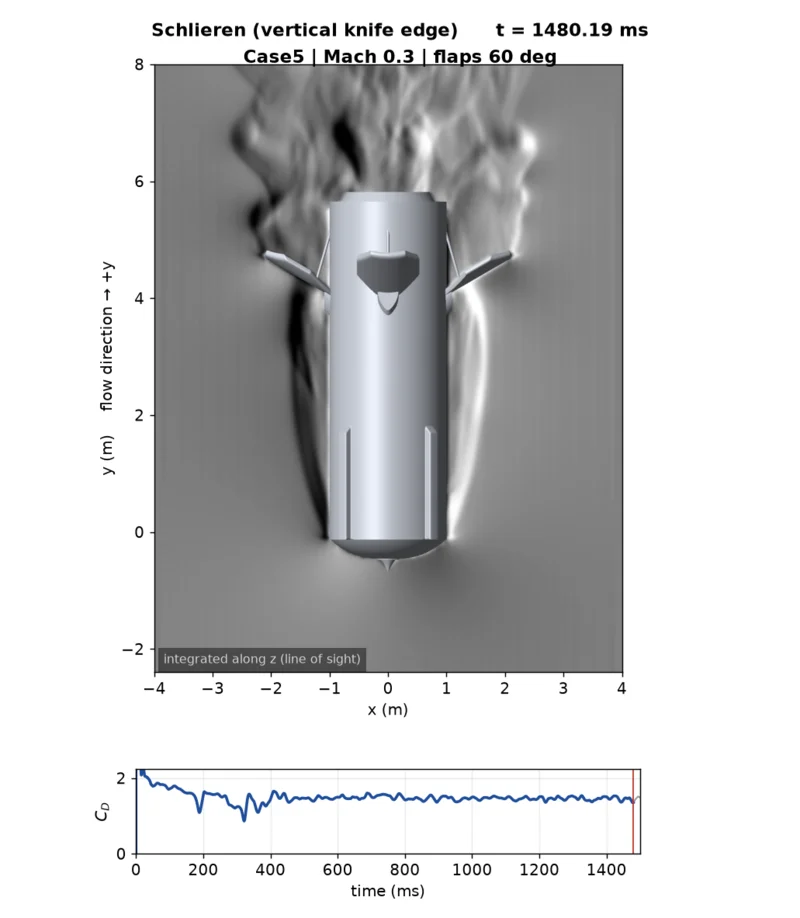 Schlieren (vertical knife edge)      t = 1480.19 ms
Case5 | Mach 0.3 | flaps 60 deg
8
6
4
2
0
−2
y (m)      flow direction → +y
integrated along z (line of sight)
−4 −3 −2 −1 0 1 2 3 4
x (m)
2
0
C_D
0 200 400 600 800 1000 1200 1400
time (ms)